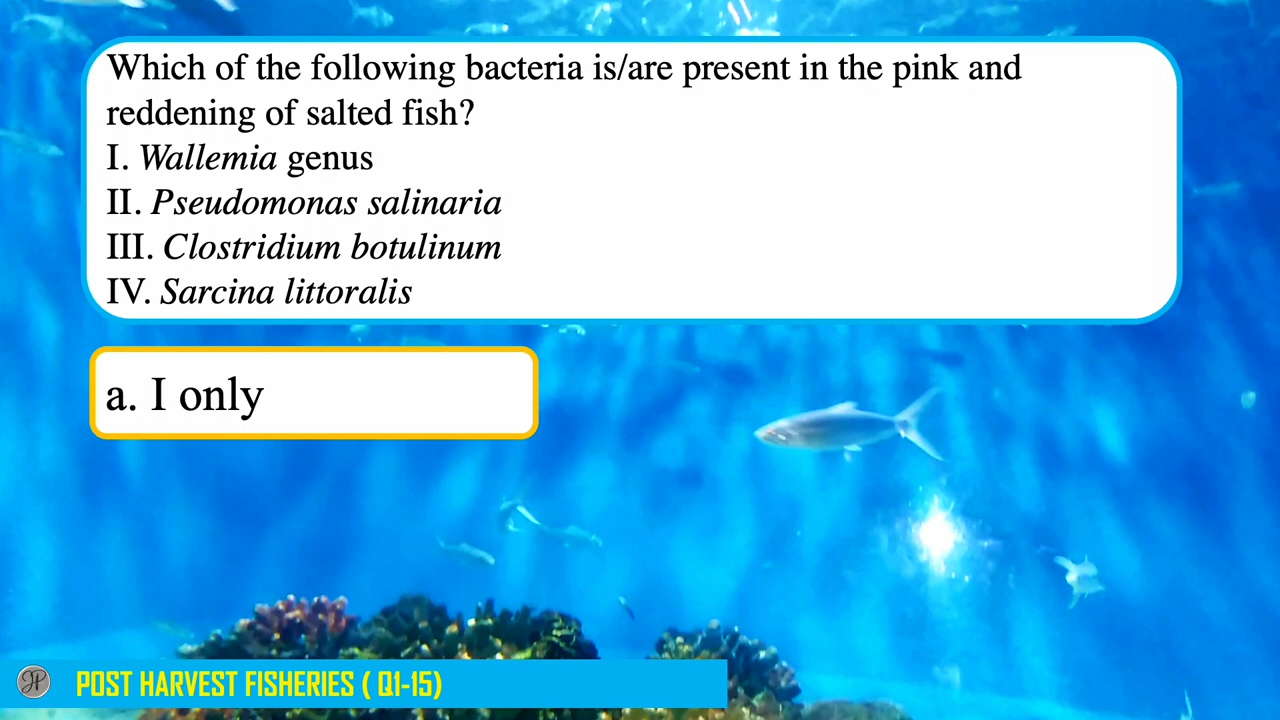 Which of the following bacteria is/are present in the pink and
reddening of salted fish?
I. Wallemia genus
II. Pseudomonas salinaria
III. Clostridium botulinum
IV. Sarcina littoralis
a. I only
JP POST HARVEST FISHERIES ( Q1-15)